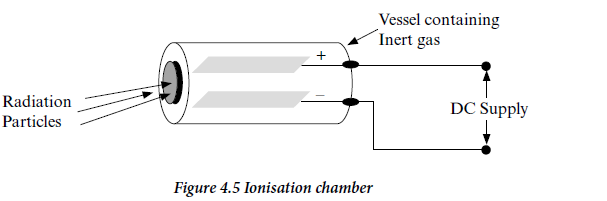 Vessel containing
Inert gas
+
–
Radiation
Particles
DC Supply
Figure 4.5 Ionisation chamber